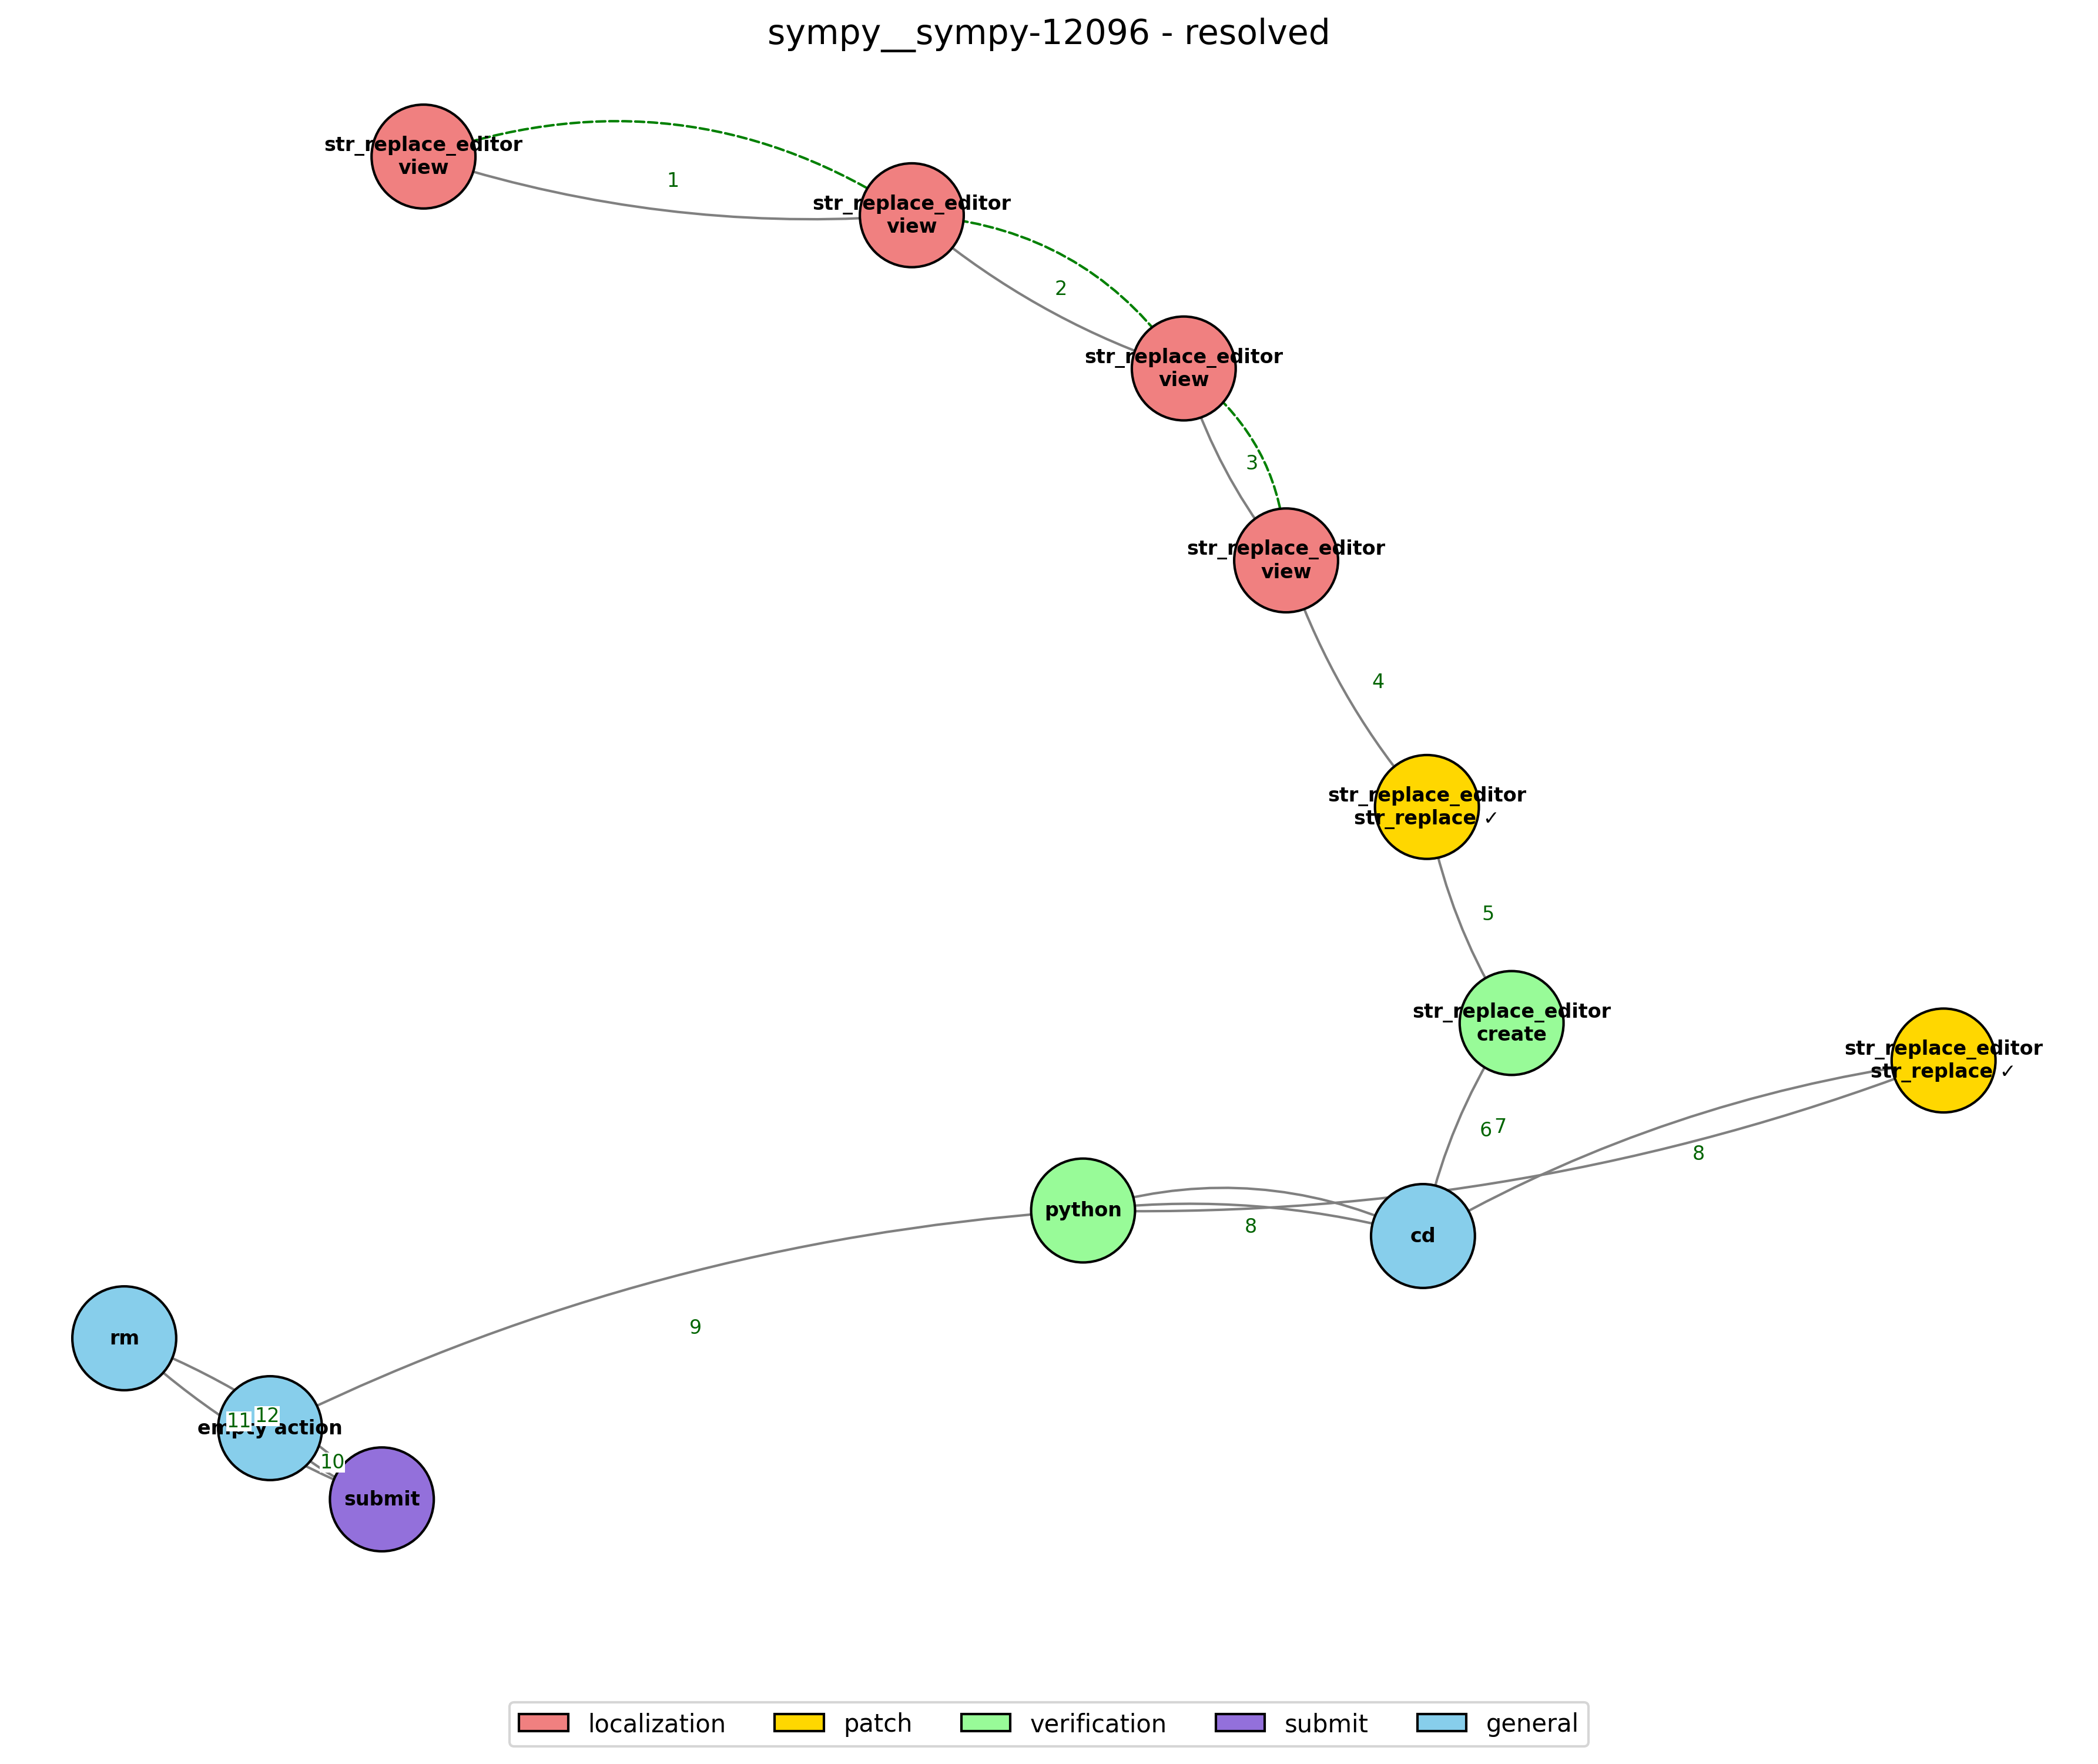 sympy__sympy-12096 - resolved
str_replace_editor
view
1
str_replace_editor
view
2
str_replace_editor
view
3
str_replace_editor
view
4
str_replace_editor
str_replace ✓
5
str_replace_editor
create
str_replace_editor
str_replace ✓
6
7
8
python
8
cd
9
rm
11
12
empty action
10
submit
localization
patch
verification
submit
general